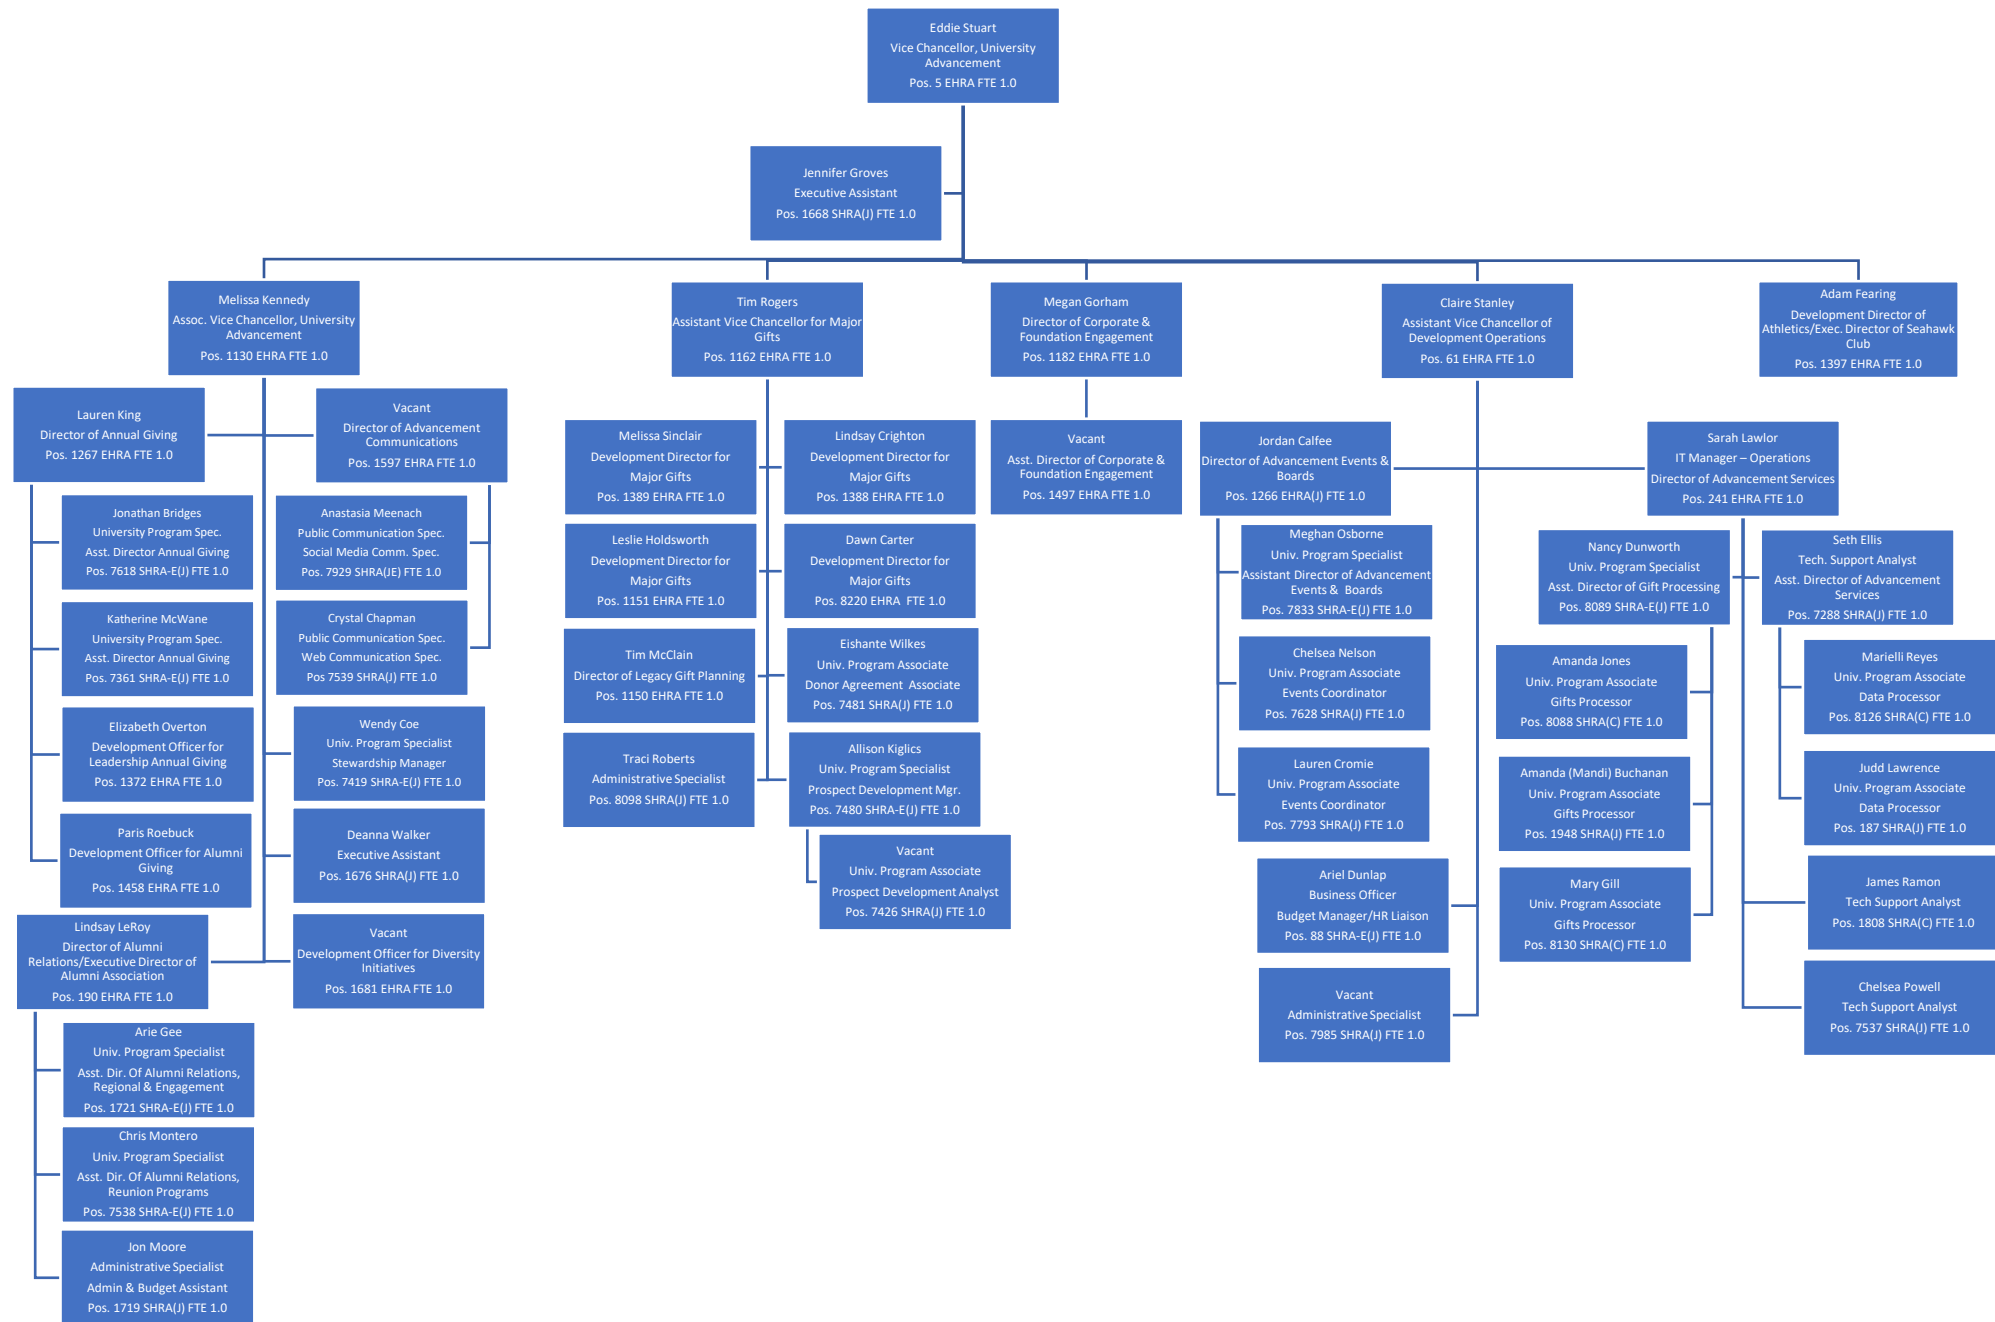 Eddie Stuart
Vice Chancellor, University
Advancement
Pos. 5 EHRA FTE 1.0
Jennifer Groves
Executive Assistant
Pos. 1668 SHRA(J) FTE 1.0
Melissa Kennedy
Assoc. Vice Chancellor, University
Advancement
Pos. 1130 EHRA FTE 1.0
Lauren King
Director of Annual Giving
Pos. 1267 EHRA FTE 1.0
Jonathan Bridges
University Program Spec.
Asst. Director Annual Giving
Pos. 7618 SHRA-E(J) FTE 1.0
Katherine McWane
University Program Spec.
Asst. Director Annual Giving
Pos. 7361 SHRA-E(J) FTE 1.0
Elizabeth Overton
Development Officer for
Leadership Annual Giving
Pos. 1372 EHRA FTE 1.0
Paris Roebuck
Development Officer for Alumni
Giving
Pos. 1458 EHRA FTE 1.0
Vacant
Director of Advancement
Communications
Pos. 1597 EHRA FTE 1.0
Anastasia Meenach
Public Communication Spec.
Social Media Comm. Spec.
Pos. 7929 SHRA(JE) FTE 1.0
Crystal Chapman
Public Communication Spec.
Web Communication Spec.
Pos 7539 SHRA(J) FTE 1.0
Wendy Coe
Univ. Program Specialist
Stewardship Manager
Pos. 7419 SHRA-E(J) FTE 1.0
Deanna Walker
Executive Assistant
Pos. 1676 SHRA(J) FTE 1.0
Lindsay LeRoy
Director of Alumni
Relations/Executive Director of
Alumni Association
Pos. 190 EHRA FTE 1.0
Vacant
Development Officer for Diversity
Initiatives
Pos. 1681 EHRA FTE 1.0
Arie Gee
Univ. Program Specialist
Asst. Dir. Of Alumni Relations,
Regional & Engagement
Pos. 1721 SHRA-E(J) FTE 1.0
Chris Montero
Univ. Program Specialist
Asst. Dir. Of Alumni Relations,
Reunion Programs
Pos. 7538 SHRA-E(J) FTE 1.0
Jon Moore
Administrative Specialist
Admin & Budget Assistant
Pos. 1719 SHRA(J) FTE 1.0
Tim Rogers
Assistant Vice Chancellor for Major
Gifts
Pos. 1162 EHRA FTE 1.0
Melissa Sinclair
Development Director for
Major Gifts
Pos. 1389 EHRA FTE 1.0
Lindsay Crighton
Development Director for
Major Gifts
Pos. 1388 EHRA FTE 1.0
Leslie Holdsworth
Development Director for
Major Gifts
Pos. 1151 EHRA FTE 1.0
Dawn Carter
Development Director for
Major Gifts
Pos. 8220 EHRA FTE 1.0
Tim McClain
Director of Legacy Gift Planning
Pos. 1150 EHRA FTE 1.0
Eishante Wilkes
Univ. Program Associate
Donor Agreement Associate
Pos. 7481 SHRA(J) FTE 1.0
Traci Roberts
Administrative Specialist
Pos. 8098 SHRA(J) FTE 1.0
Allison Kiglics
Univ. Program Specialist
Prospect Development Mgr.
Pos. 7480 SHRA-E(J) FTE 1.0
Vacant
Univ. Program Associate
Prospect Development Analyst
Pos. 7426 SHRA(J) FTE 1.0
Megan Gorham
Director of Corporate &
Foundation Engagement
Pos. 1182 EHRA FTE 1.0
Vacant
Asst. Director of Corporate &
Foundation Engagement
Pos. 1497 EHRA FTE 1.0
Claire Stanley
Assistant Vice Chancellor of
Development Operations
Pos. 61 EHRA FTE 1.0
Jordan Calfee
Director of Advancement Events &
Boards
Pos. 1266 EHRA(J) FTE 1.0
Meghan Osborne
Univ. Program Specialist
Assistant Director of Advancement
Events & Boards
Pos. 7833 SHRA-E(J) FTE 1.0
Chelsea Nelson
Univ. Program Associate
Events Coordinator
Pos. 7628 SHRA(J) FTE 1.0
Lauren Cromie
Univ. Program Associate
Events Coordinator
Pos. 7793 SHRA(J) FTE 1.0
Ariel Dunlap
Business Officer
Budget Manager/HR Liaison
Pos. 88 SHRA-E(J) FTE 1.0
Vacant
Administrative Specialist
Pos. 7985 SHRA(J) FTE 1.0
Sarah Lawlor
IT Manager – Operations
Director of Advancement Services
Pos. 241 EHRA FTE 1.0
Nancy Dunworth
Univ. Program Specialist
Asst. Director of Gift Processing
Pos. 8089 SHRA-E(J) FTE 1.0
Amanda Jones
Univ. Program Associate
Gifts Processor
Pos. 8088 SHRA(C) FTE 1.0
Amanda (Mandi) Buchanan
Univ. Program Associate
Gifts Processor
Pos. 1948 SHRA(J) FTE 1.0
Mary Gill
Univ. Program Associate
Gifts Processor
Pos. 8130 SHRA(C) FTE 1.0
Seth Ellis
Tech. Support Analyst
Asst. Director of Advancement
Services
Pos. 7288 SHRA(J) FTE 1.0
Marielli Reyes
Univ. Program Associate
Data Processor
Pos. 8126 SHRA(C) FTE 1.0
Judd Lawrence
Univ. Program Associate
Data Processor
Pos. 187 SHRA(J) FTE 1.0
James Ramon
Tech Support Analyst
Pos. 1808 SHRA(C) FTE 1.0
Chelsea Powell
Tech Support Analyst
Pos. 7537 SHRA(J) FTE 1.0
Adam Fearing
Development Director of
Athletics/Exec. Director of Seahawk
Club
Pos. 1397 EHRA FTE 1.0